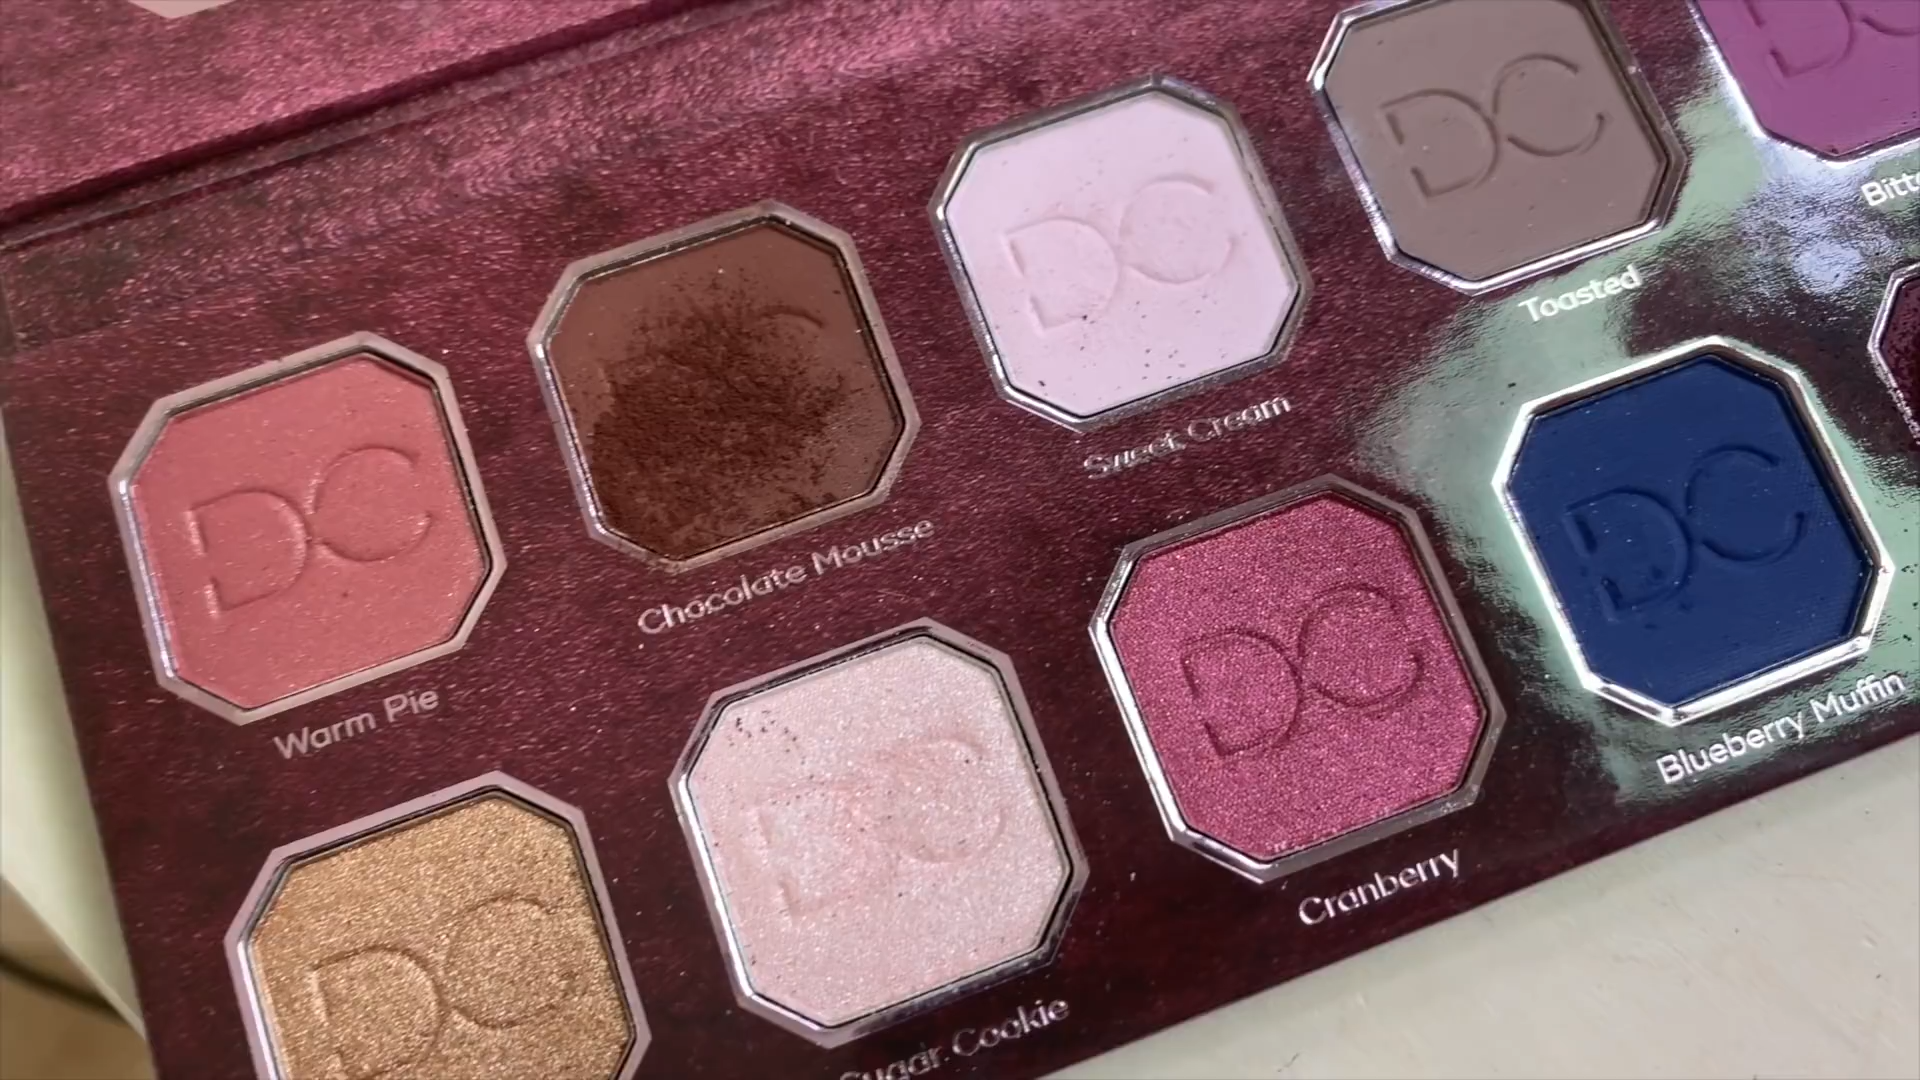 DC
DC
DC
DC
DC
Toasted
Sweet Cream
Chocolate Mousse
Warm Pie
DC
DC
DC
DC
Blueberry Muffin
Cranberry
Sugar Cookie